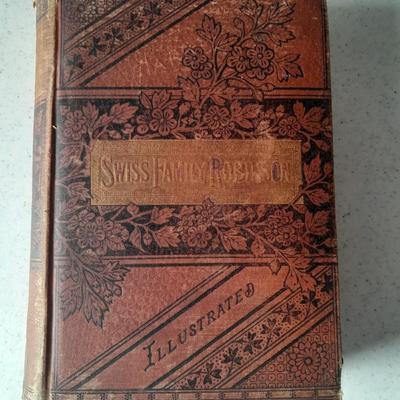 SWISS FAMILY ROBINSON
ILLUSTRATED